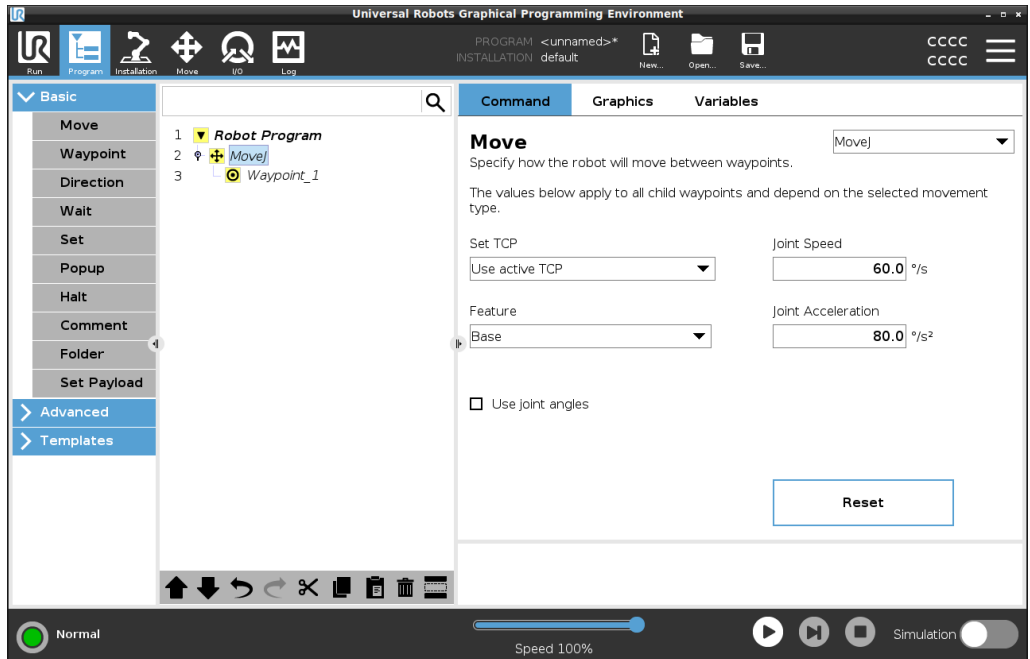 Universal Robots Graphical Programming Environment
UR
Run
Program
Installation
Move
I/O
Log
PROGRAM <unnamed>*
INSTALLATION default
New...
Open...
Save...
CCCC
CCCC
Basic
Move
Waypoint
Direction
Wait
Set
Popup
Halt
Comment
Folder
Set Payload
Advanced
Templates
1 Robot Program
2 MoveJ
3 Waypoint_1
Command Graphics Variables
Move
MoveJ
Specify how the robot will move between waypoints.
The values below apply to all child waypoints and depend on the selected movement
type.
Set TCP
Use active TCP
Joint Speed
60.0 °/s
Feature
Base
Joint Acceleration
80.0 °/s²
Use joint angles
Reset
Normal
Speed 100%
Simulation